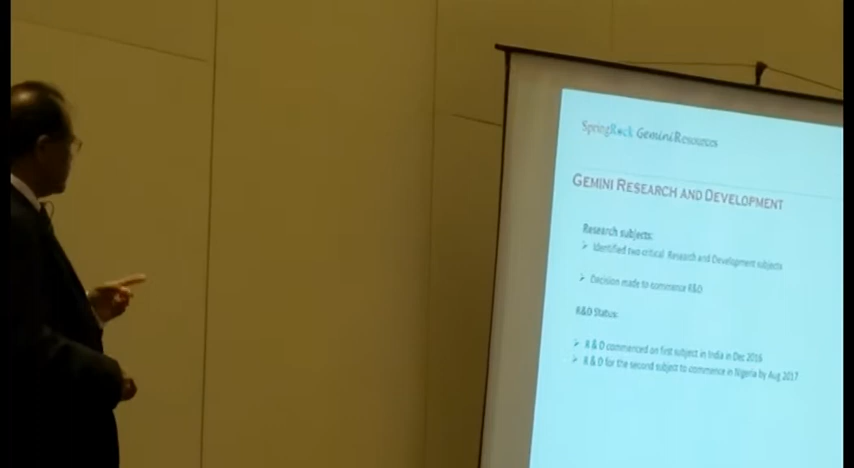 SpringRock GeminiResources
GEMINI RESEARCH AND DEVELOPMENT
Research subjects:
➢ Identified two critical Research and Development subjects
➢ Decision made to commence R&D
R&D Status:
➢ R & D commenced on first subject in India in Dec 2016
➢ R & D for the second subject to commence in Nigeria by Aug 2017